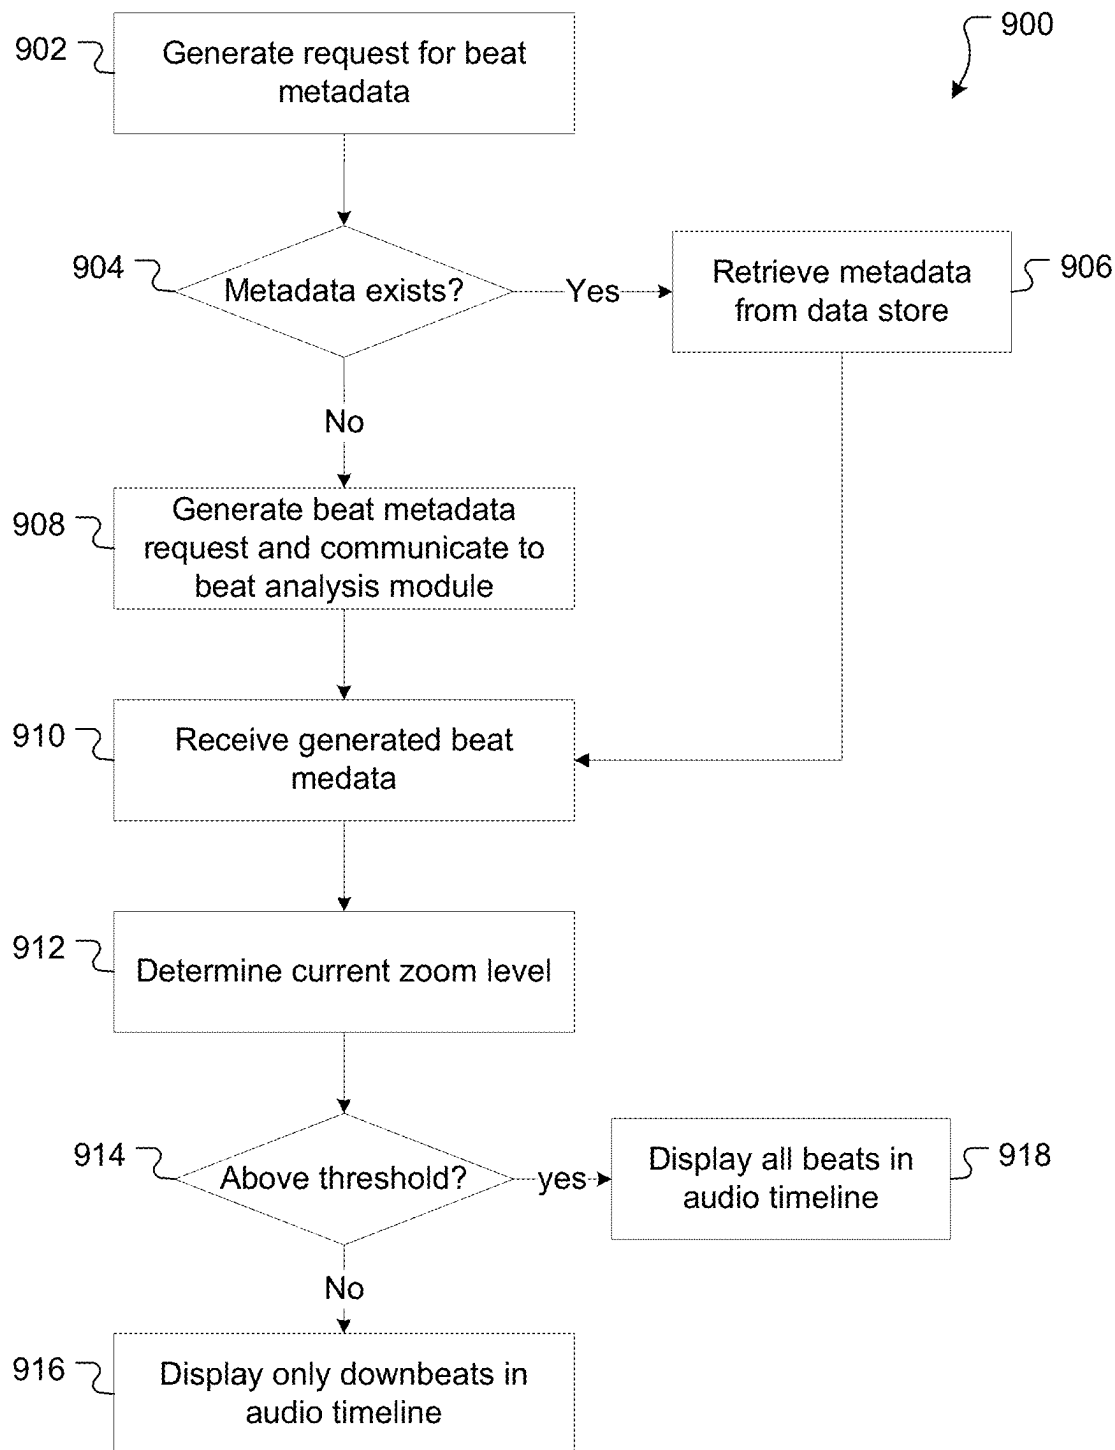 900
902
Generate request for beat
metadata
904
Metadata exists?
Yes
Retrieve metadata
from data store
906
No
908
Generate beat metadata
request and communicate to
beat analysis module
910
Receive generated beat
medata
912
Determine current zoom level
914
Above threshold?
yes
Display all beats in
audio timeline
918
No
916
Display only downbeats in
audio timeline